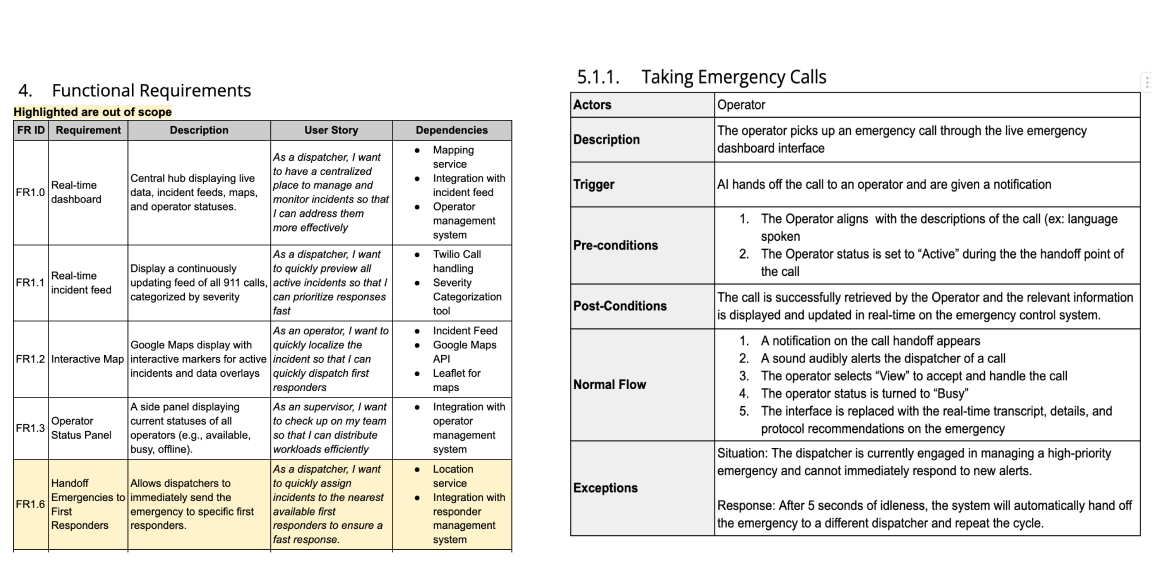 4. Functional Requirements
Highlighted are out of scope
FR ID Requirement Description User Story Dependencies
FR1.0
Real-time
dashboard
Central hub displaying live
data, incident feeds, maps,
and operator statuses.
As a dispatcher, I want
to have a centralized
place to manage and
monitor incidents so that
I can address them
more effectively
● Mapping
service
● Integration with
incident feed
● Operator
management
system
FR1.1
Real-time
incident feed
Display a continuously
updating feed of all 911 calls,
categorized by severity
As a dispatcher, I want
to quickly preview all
active incidents so that I
can prioritize responses
fast
● Twilio Call
handling
● Severity
Categorization
tool
FR1.2
Interactive Map
Google Maps display with
interactive markers for active
incidents and data overlays
As an operator, I want to
quickly localize the
incident so that I can
quickly dispatch first
responders
● Incident Feed
● Google Maps
API
● Leaflet for
maps
FR1.3
Operator
Status Panel
A side panel displaying
current statuses of all
operators (e.g., available,
busy, offline).
As an supervisor, I want
to check up on my team
so that I can distribute
workloads efficiently
● Integration with
operator
management
system
FR1.6
Handoff
Emergencies to
First
Responders
Allows dispatchers to
immediately send the
emergency to specific first
responders.
As a dispatcher, I want
to quickly assign
incidents to the nearest
available first
responders to ensure a
fast response.
● Location
service
● Integration with
responder
management
system
5.1.1. Taking Emergency Calls
Actors
Operator
Description
The operator picks up an emergency call through the live emergency
dashboard interface
Trigger
AI hands off the call to an operator and are given a notification
Pre-conditions
1. The Operator aligns with the descriptions of the call (ex: language
spoken
2. The Operator status is set to “Active” during the the handoff point of
the call
Post-Conditions
The call is successfully retrieved by the Operator and the relevant information
is displayed and updated in real-time on the emergency control system.
Normal Flow
1. A notification on the call handoff appears
2. A sound audibly alerts the dispatcher of a call
3. The operator selects “View” to accept and handle the call
4. The operator status is turned to “Busy”
5. The interface is replaced with the real-time transcript, details, and
protocol recommendations on the emergency
Exceptions
Situation: The dispatcher is currently engaged in managing a high-priority
emergency and cannot immediately respond to new alerts.
Response: After 5 seconds of idleness, the system will automatically hand off
the emergency to a different dispatcher and repeat the cycle.